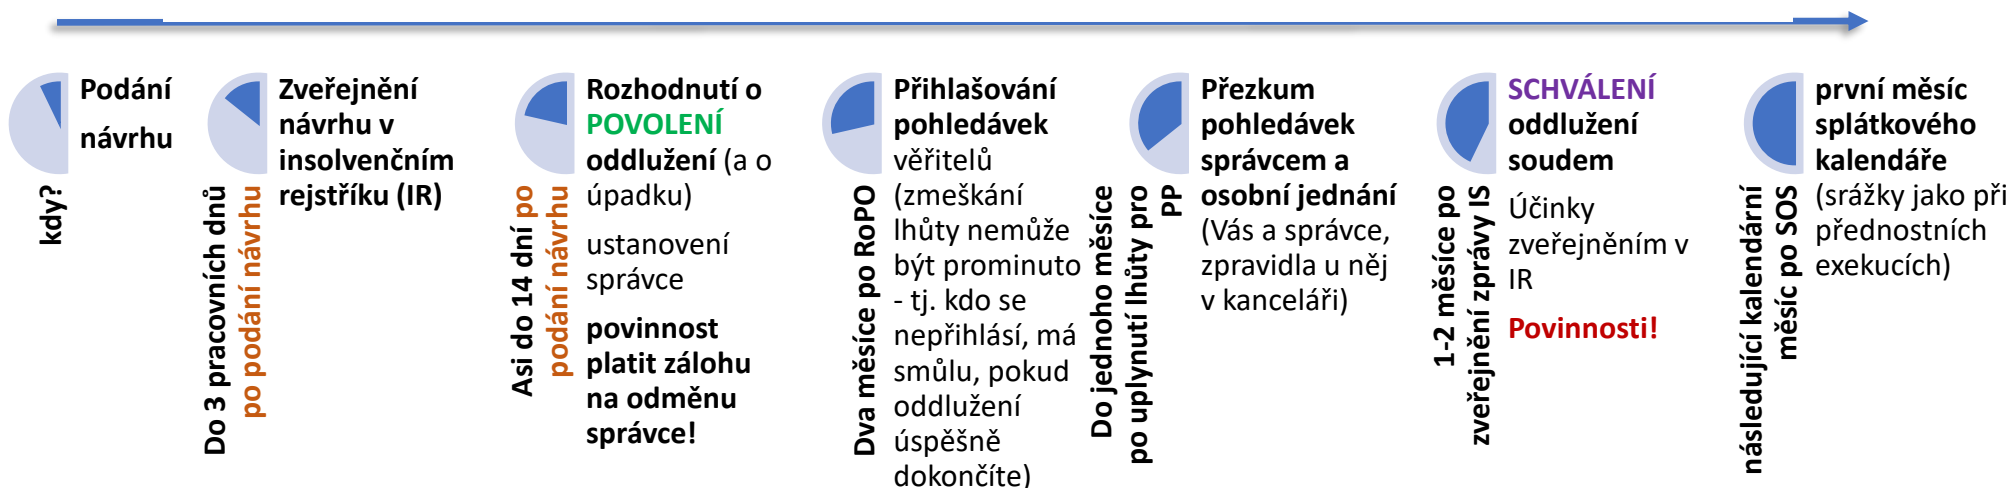 kdy?
Podání
návrhu
Do 3 pracovních dnů
po podání návrhu
Zveřejnění
návrhu v
insolvenčním
rejstříku (IR)
Asi do 14 dní po
podání návrhu
Rozhodnutí o
POVOLENÍ
oddlužení (a o
úpadku)
ustanovení
správce
povinnost
platit zálohu
na odměnu
správce!
Dva měsíce po RoPO
Přihlašování
pohledávek
věřitelů
(zmeškání
lhůty nemůže
být prominuto
- tj. kdo se
nepřihlásí, má
smůlu, pokud
oddlužení
úspěšně
dokončíte)
Do jednoho měsíce
po uplynutí lhůty pro
PP
Přezkum
pohledávek
správcem a
osobní jednání
(Vás a správce,
zpravidla u něj
v kanceláři)
1-2 měsíce po
zveřejnění zprávy IS
SCHVÁLENÍ
oddlužení
soudem
Účinky
zveřejněním v
IR
Povinnosti!
následující kalendární
měsíc po SOS
první měsíc
splátkového
kalendáře
(srážky jako při
přednostních
exekucích)